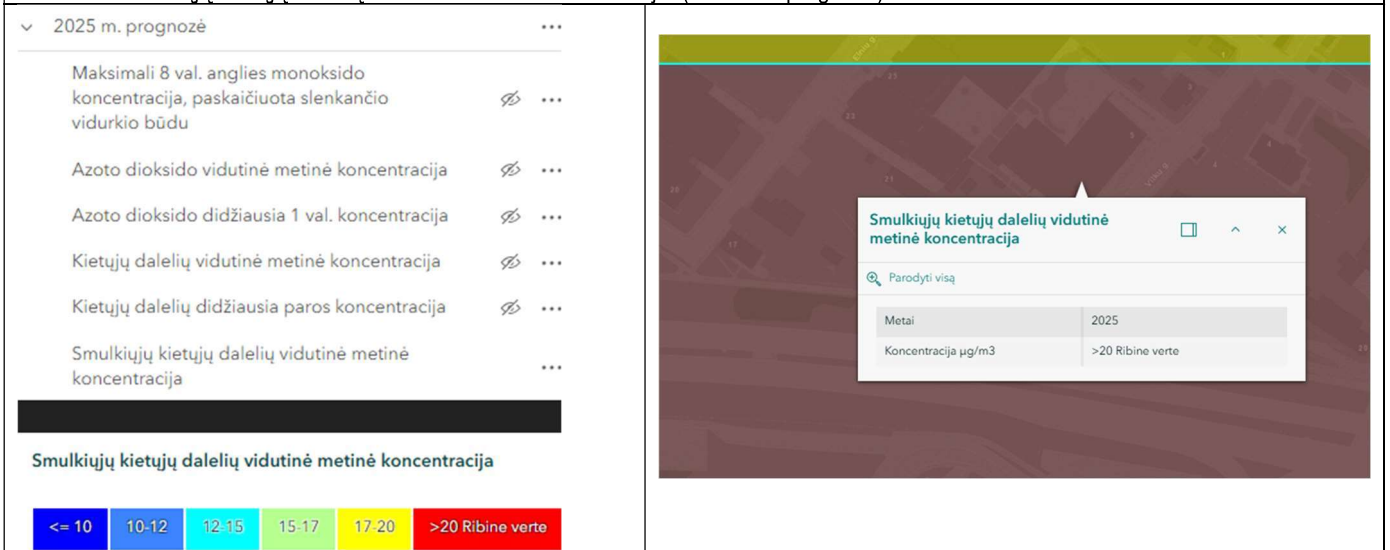 2025 m. prognozė
Maksimali 8 val. anglies monoksido
koncentracija, paskaičiuota slenkančio
vidurkio būdu
Azoto dioksido vidutinė metinė koncentracija
Azoto dioksido didžiausia 1 val. koncentracija
Kietųjų dalelių vidutinė metinė koncentracija
Kietųjų dalelių didžiausia paros koncentracija
Smulkiųjų kietųjų dalelių vidutinė metinė
koncentracija
Smulkiųjų kietųjų dalelių vidutinė metinė koncentracija
<= 10 10-12 12-15 15-17 17-20 >20 Ribine verte
Smulkiųjų kietųjų dalelių vidutinė
metinė koncentracija
Parodyti visą
Metai 2025
Koncentracija µg/m3 >20 Ribine verte